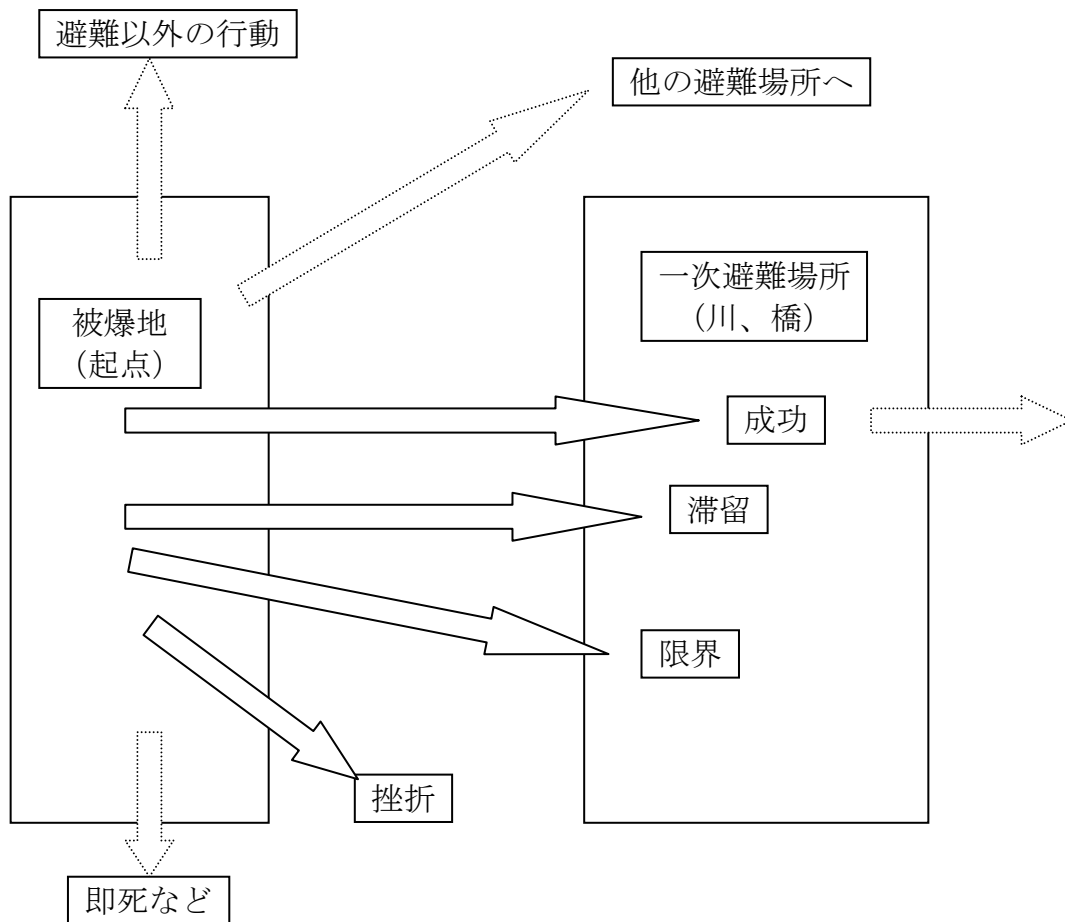 避難以外の行動
他の避難場所へ
被爆地
(起点)
一次避難場所
(川、橋)
成功
滞留
限界
挫折
即死など